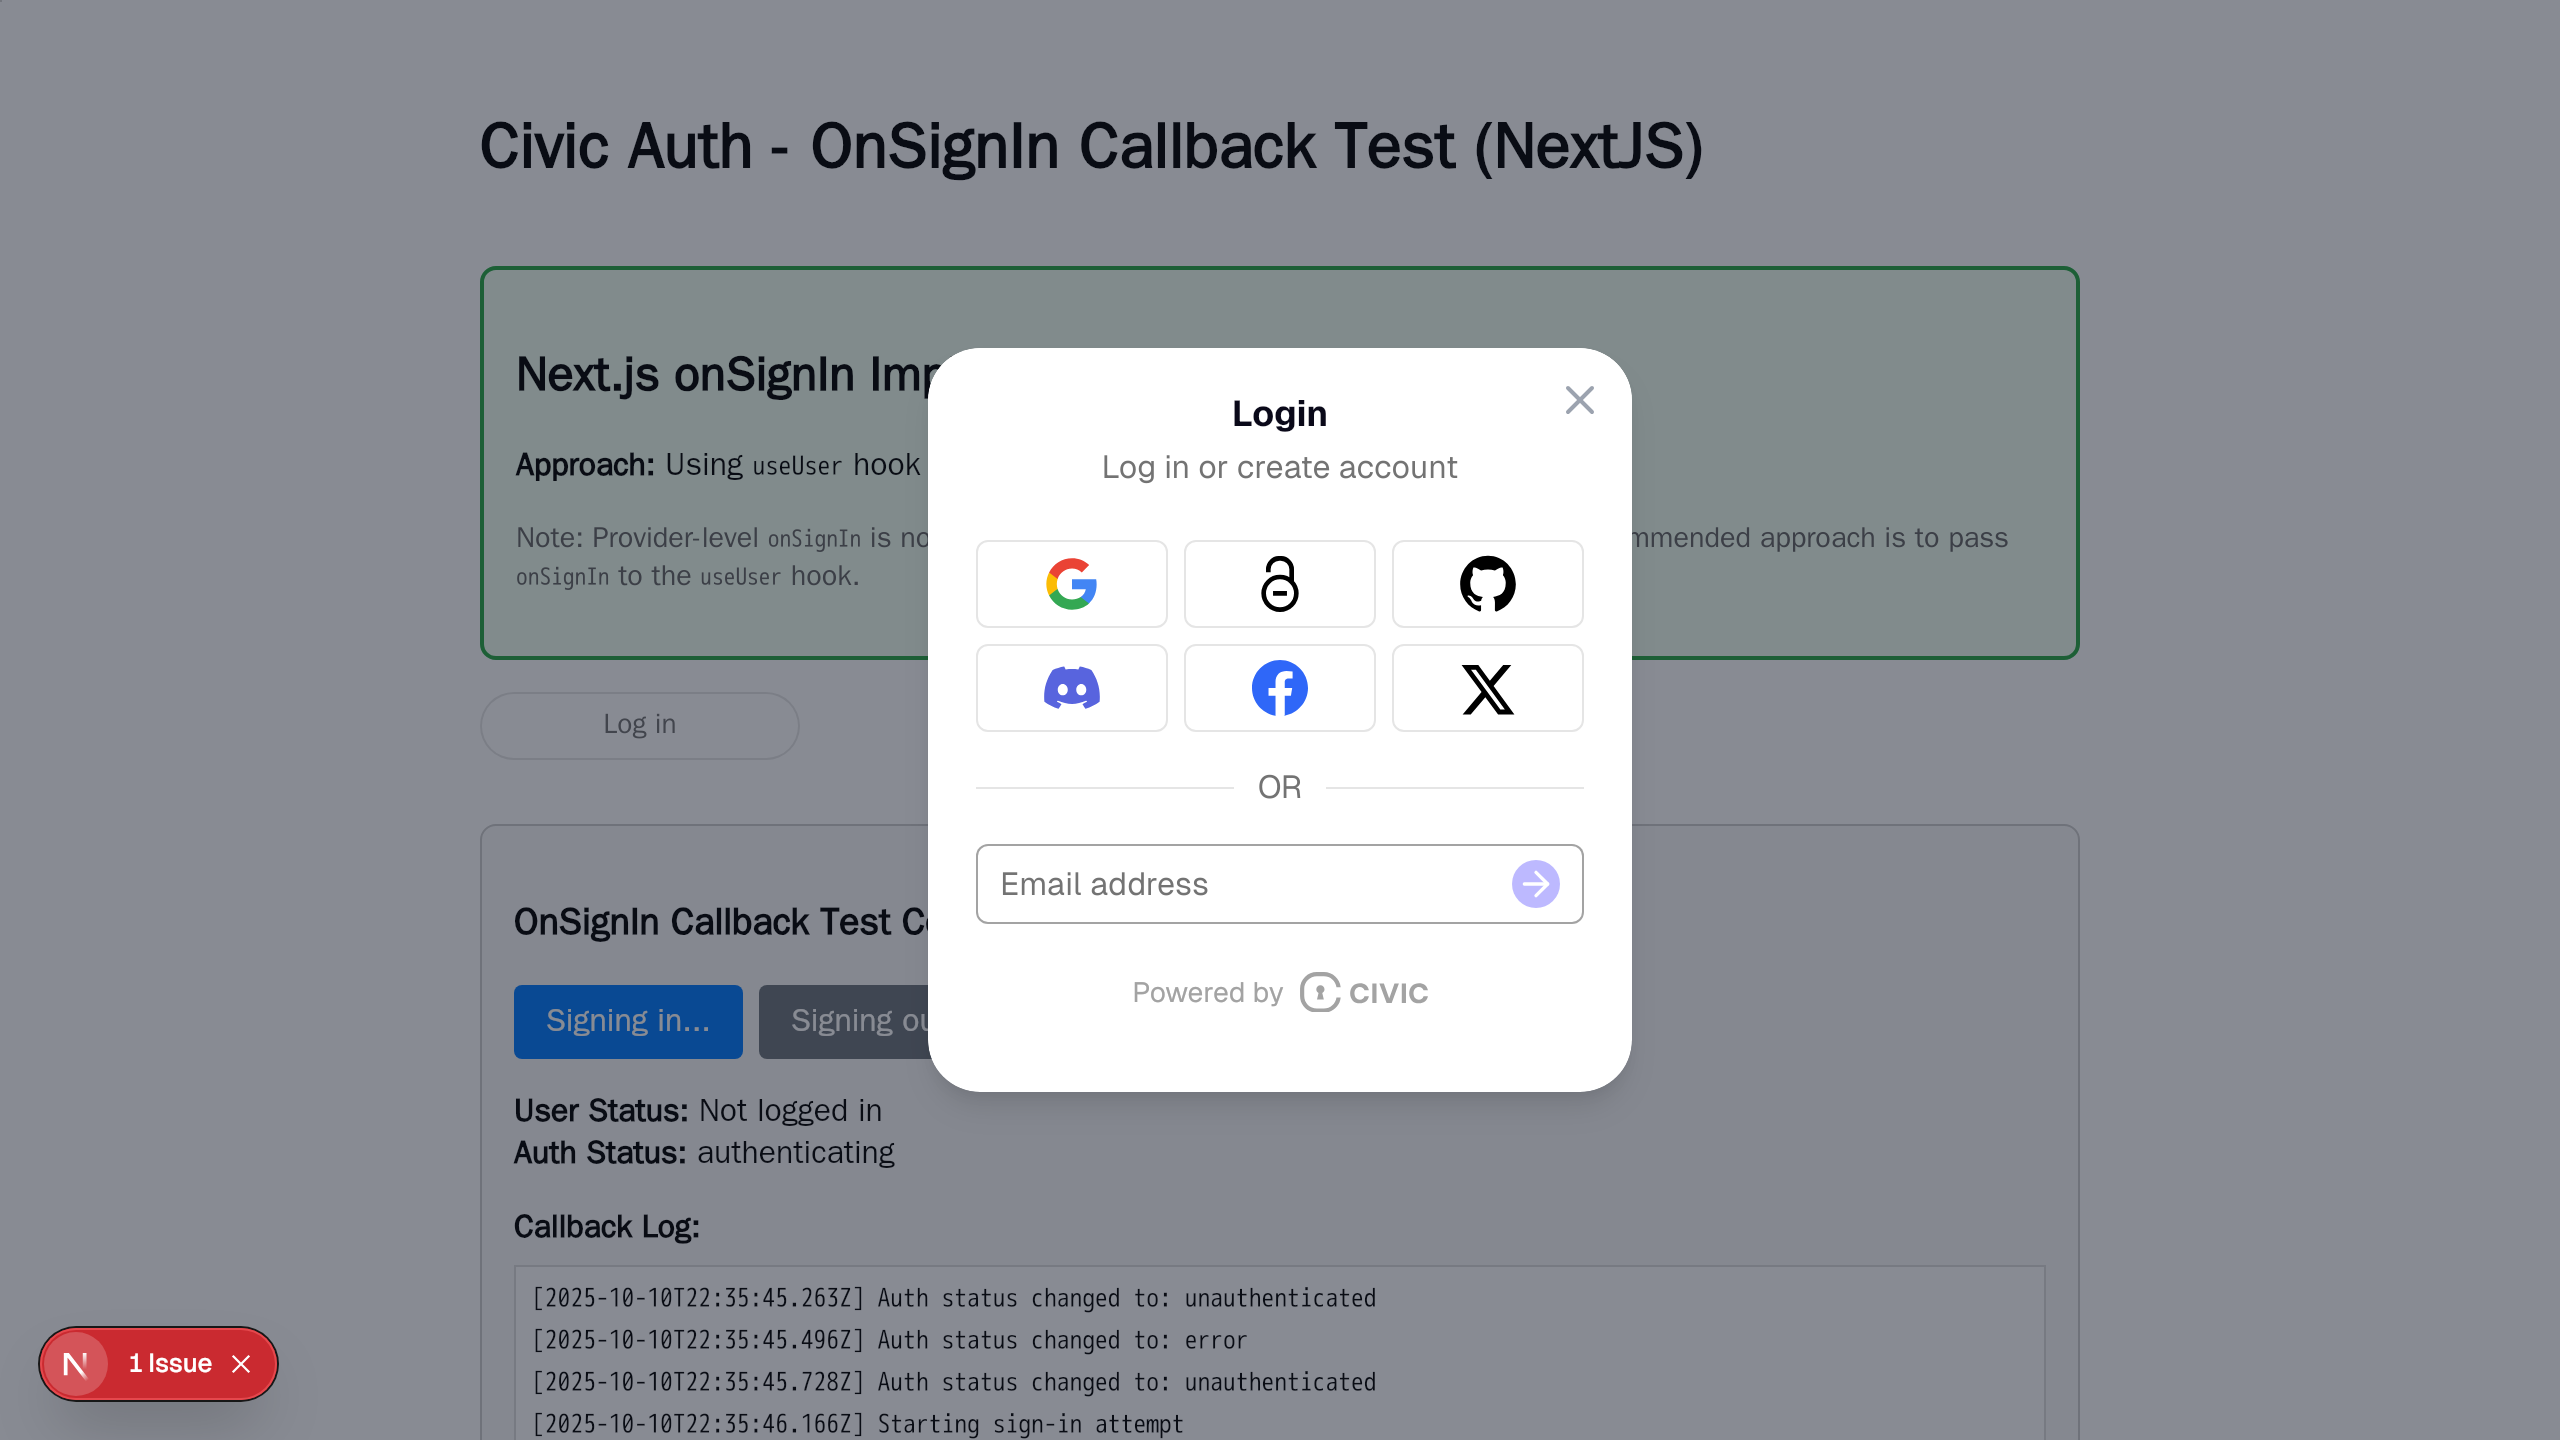 Civic Auth - OnSignIn Callback Test (NextJS)
Next.js onSignIn
Approach: Using useUser hook
Note: Provider-level onSignIn is
approach is to pass
onSignIn to the useUser hook.
Log in
Login
Log in or create account
OR
Email address
Powered by CIVIC
OnSignIn Callback Test
Signing in...
Signing
User Status: Not logged in
Auth Status: authenticating
Callback Log:
[2025-10-10T22:35:45.263Z] Auth status changed to: unauthenticated
[2025-10-10T22:35:45.496Z] Auth status changed to: error
[2025-10-10T22:35:45.728Z] Auth status changed to: unauthenticated
[2025-10-10T22:35:46.166Z] Starting sign-in attempt
N 1 Issue